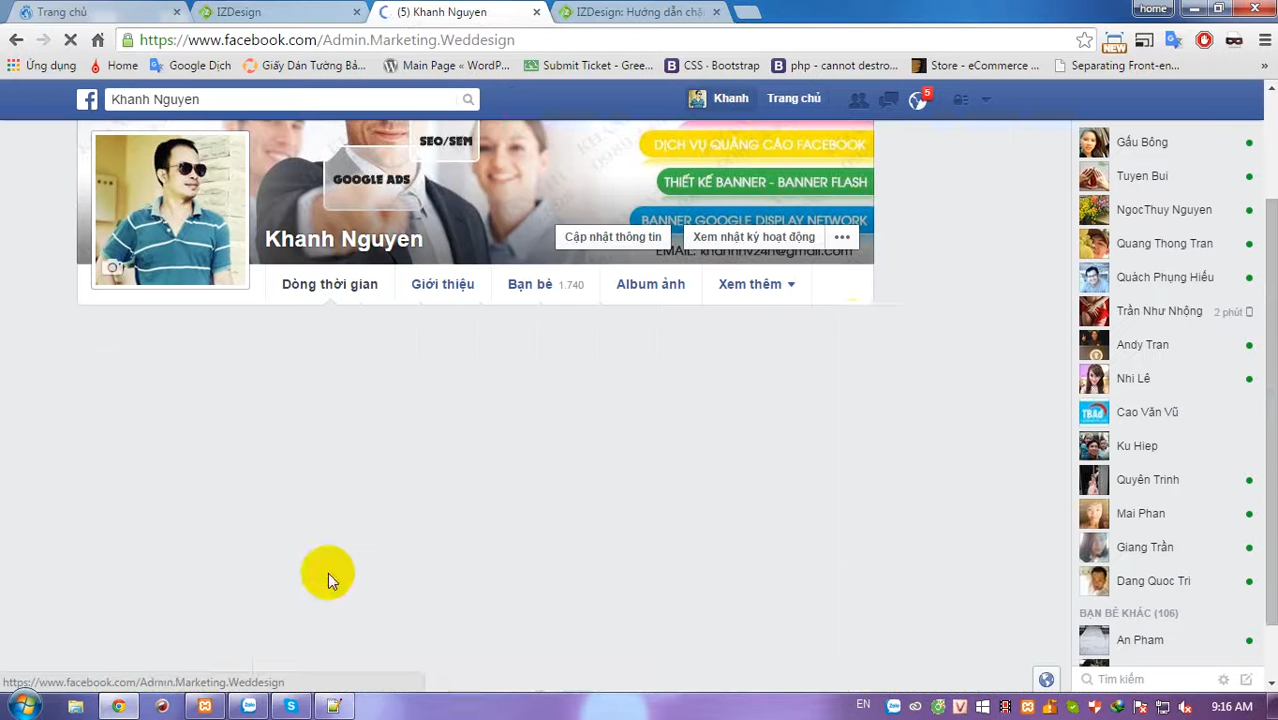 Trang chủ
IZDesign
(5) Khanh Nguyen
IZDesign: Hướng dẫn chặ
home
https://www.facebook.com/Admin.Marketing.Weddesign
NEW
Ứng dụng
Home
Google Dịch
Giấy Dán Tường Bả...
Main Page « WordP...
Submit Ticket - Gree...
CSS · Bootstrap
php - cannot destro...
Store - eCommerce ...
Separating Front-en...
Khanh Nguyen
Khanh
Trang chủ
5
SEO/SEM
GOOGLE ADS
DỊCH VỤ QUẢNG CÁO FACEBOOK
THIẾT KẾ BANNER - BANNER FLASH
BANNER GOOGLE DISPLAY NETWORK
EMAIL: khanhnv24h@gmail.com
Khanh Nguyen
Cập nhật thông tin
Xem nhật ký hoạt động
Dòng thời gian
Giới thiệu
Bạn bè 1.740
Album ảnh
Xem thêm
Gấu Bông
Tuyen Bui
NgocThuy Nguyen
Quang Thong Tran
Quách Phụng Hiếu
Trần Như Nhộng 2 phút
Andy Tran
Nhi Lê
Cao Văn Vũ
Ku Hiep
Quyên Trinh
Mai Phan
Giang Trần
Dang Quoc Tri
BẠN BÈ KHÁC (106)
An Pham
Tìm kiếm
https://www.facebook.com/Admin.Marketing.Weddesign
EN
9:16 AM